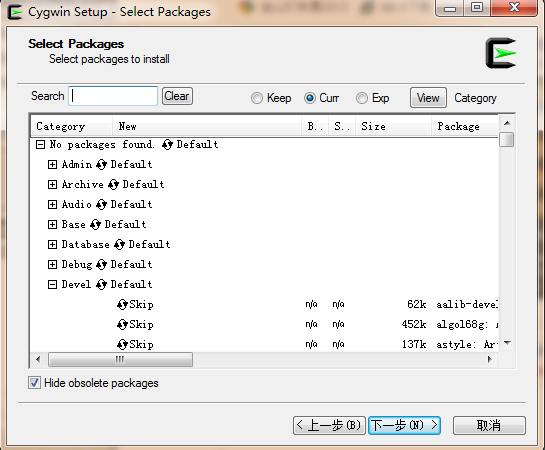 Cygwin Setup - Select Packages
Select Packages
Select packages to install
Search Clear Keep Curr Exp View Category
Category New B.. S.. Size Package
No packages found. Default
Admin Default
Archive Default
Audio Default
Base Default
Database Default
Debug Default
Devel Default
Skip n/a n/a 62k aalib-deve
Skip n/a n/a 452k algol68g: A
Skip n/a n/a 137k astyle: Ar
Hide obsolete packages
< 上一步(B) 下一步(N) > 取消